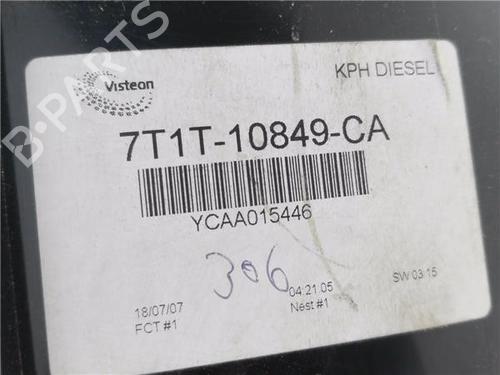 B-PARTS
Visteon
KPH DIESEL
7T1T-10849-CA
YCAA015446
306
18/07/07
FCT #1
04:21:05
Nest #1
SW 03.15